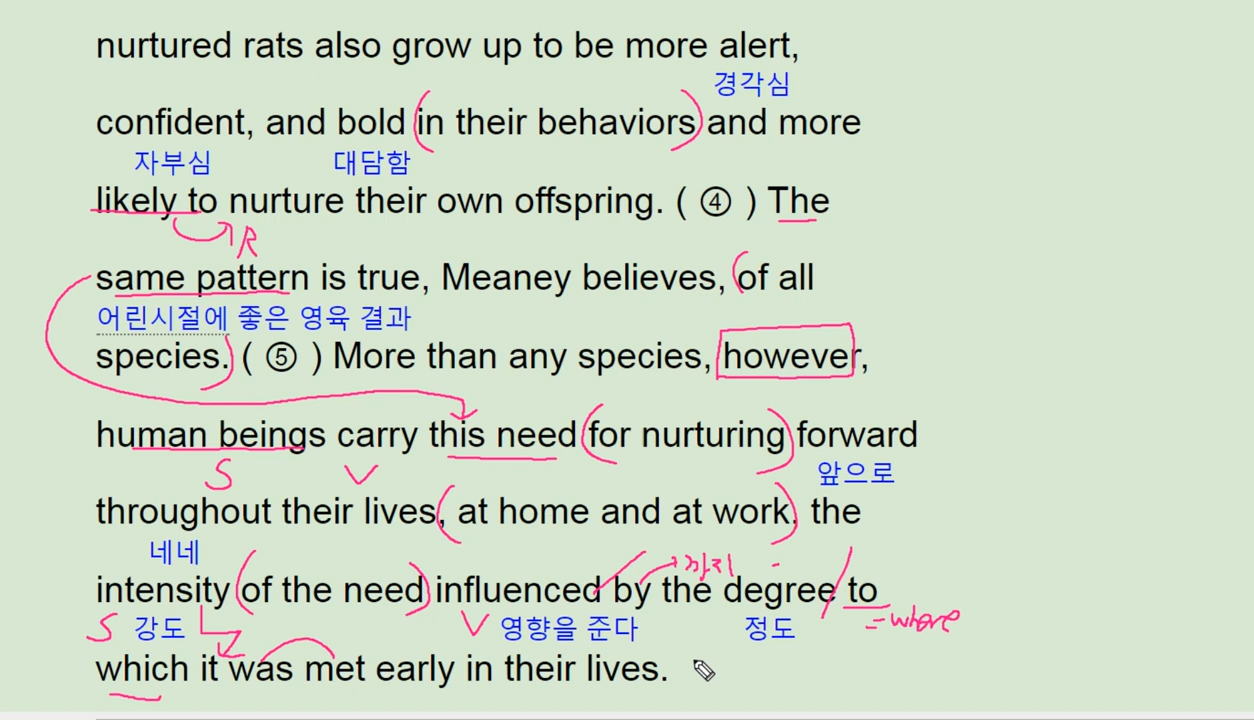 nurtured rats also grow up to be more alert,
경각심
confident, and bold in their behaviors and more
자부심 대담함
likely to nurture their own offspring. ( ④ ) The
R
same pattern is true, Meaney believes, of all
어린시절에 좋은 영육 결과
species. ( ⑤ ) More than any species, however,
human beings carry this need for nurturing forward
S V 앞으로
throughout their lives, at home and at work. the
네네
까지
intensity of the need influenced by the degree to
S 강도 V 영향을 준다 정도 =where
which it was met early in their lives.